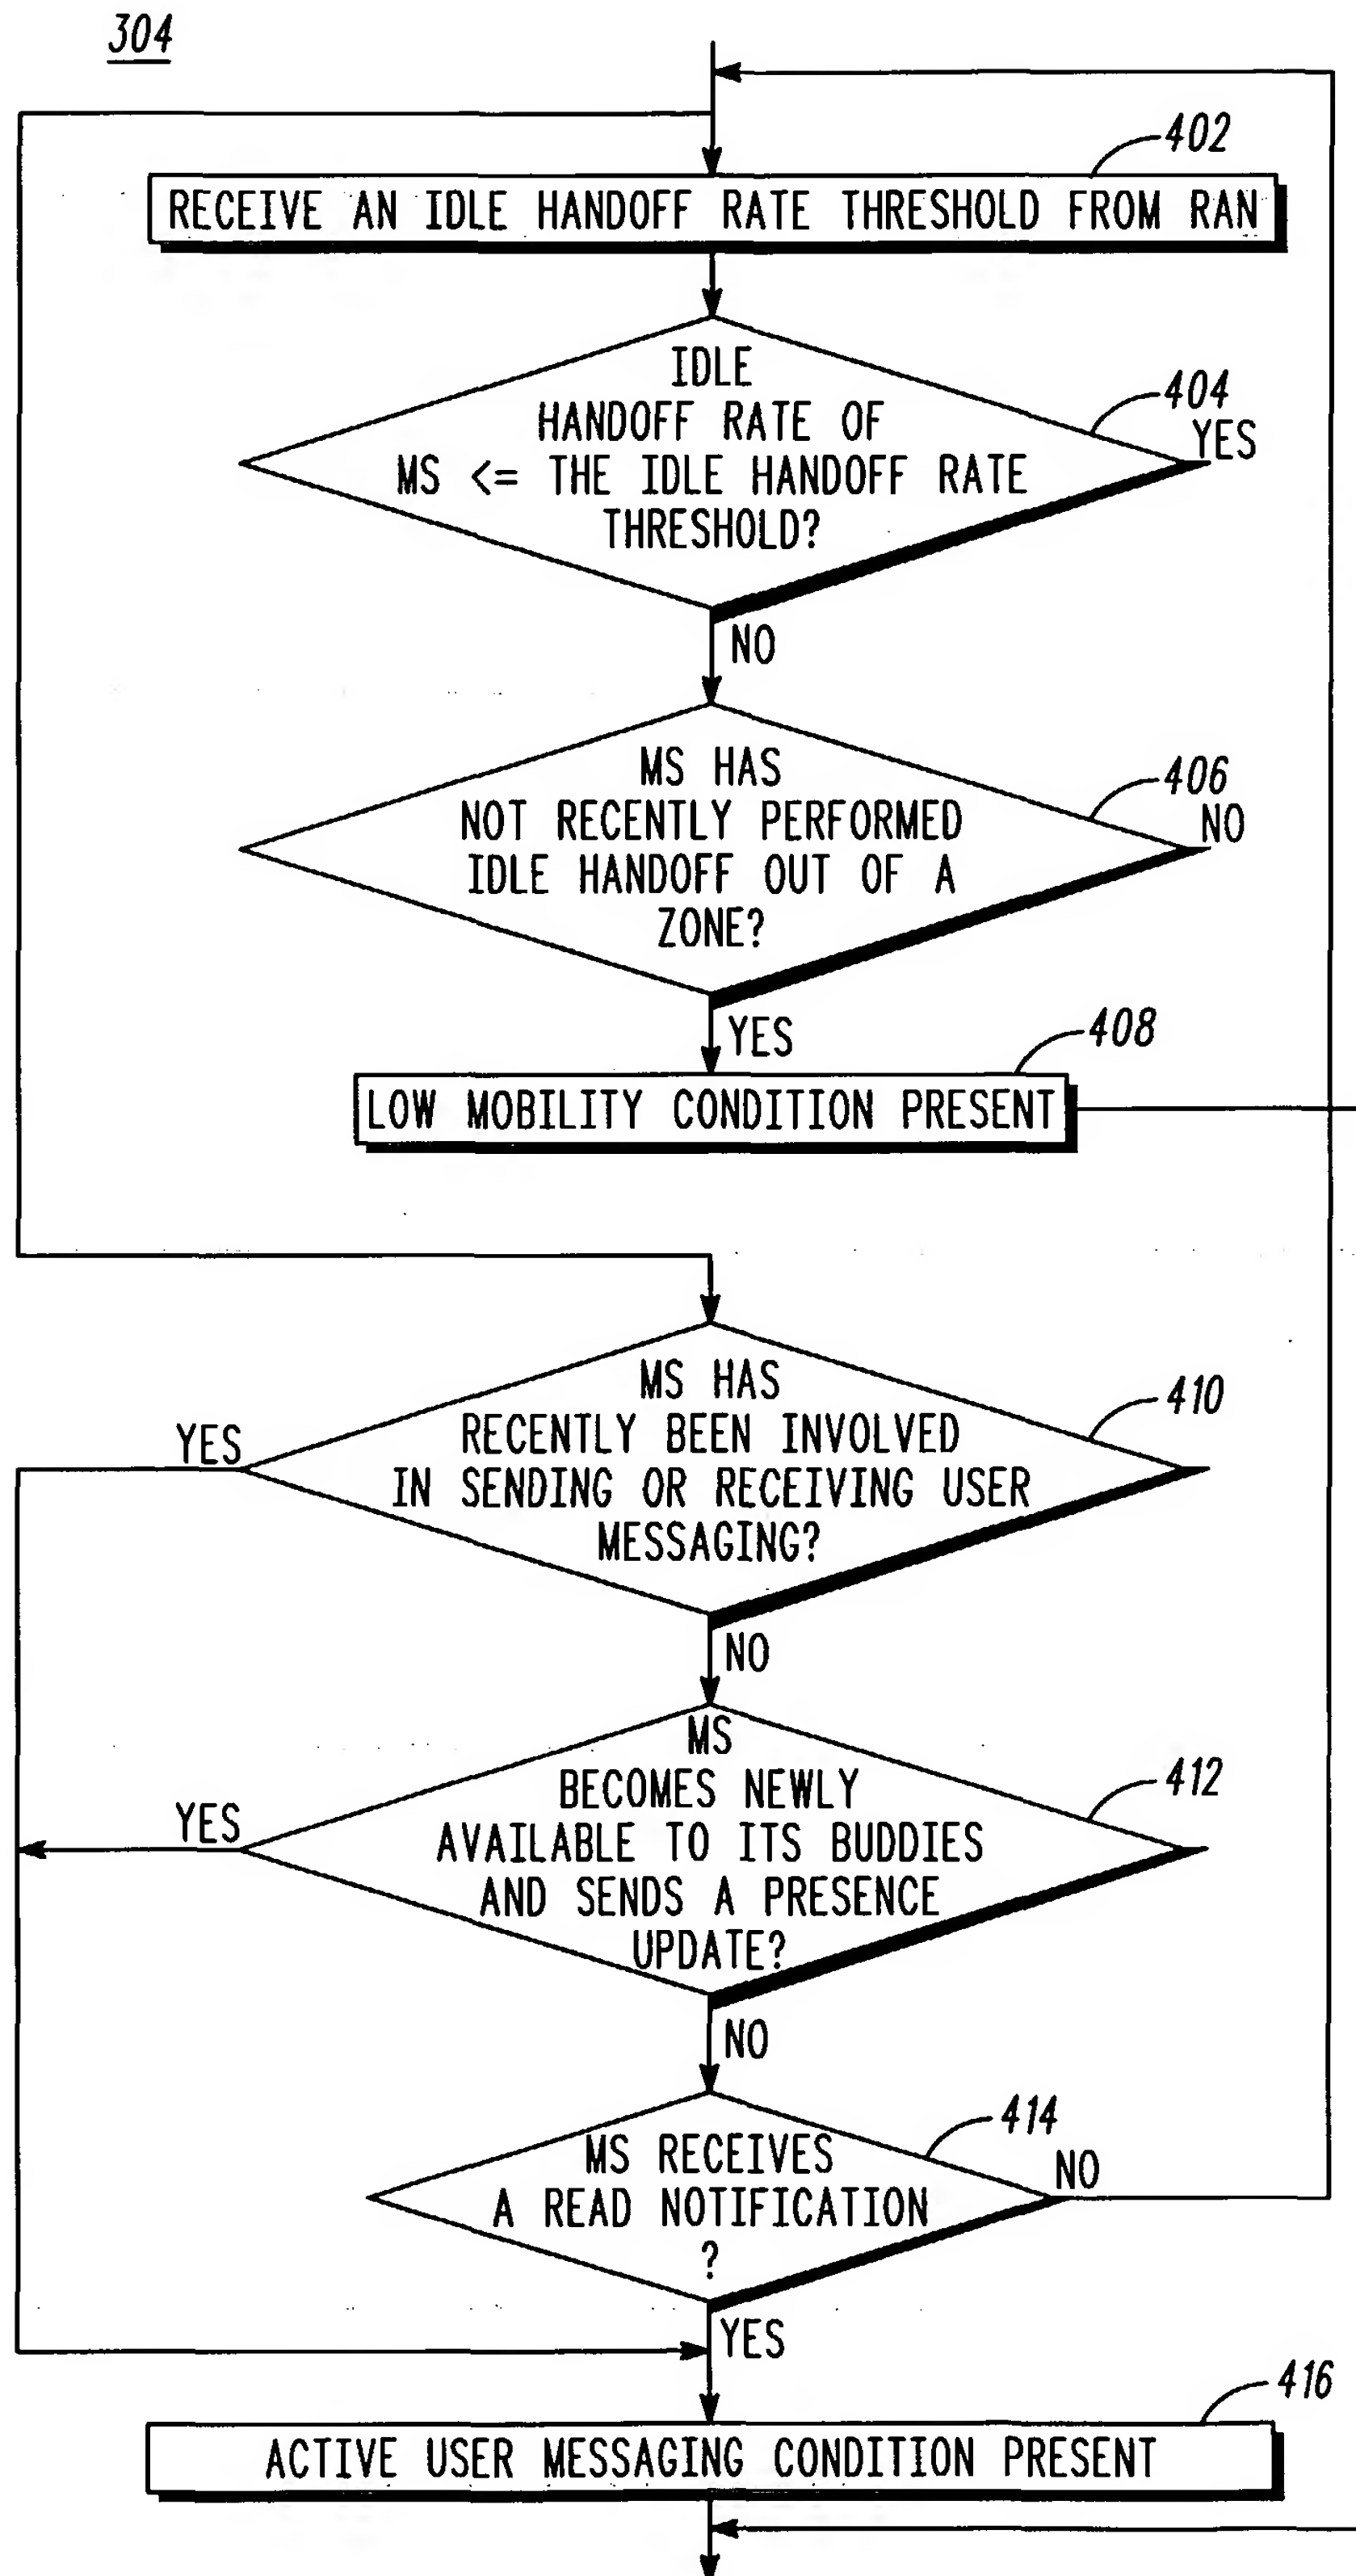 304
402
RECEIVE AN IDLE HANDOFF RATE THRESHOLD FROM RAN
404
IDLE
HANDOFF RATE OF
MS <= THE IDLE HANDOFF RATE
THRESHOLD?
YES
NO
406
MS HAS
NOT RECENTLY PERFORMED
IDLE HANDOFF OUT OF A
ZONE?
NO
YES
408
LOW MOBILITY CONDITION PRESENT
410
MS HAS
RECENTLY BEEN INVOLVED
IN SENDING OR RECEIVING USER
MESSAGING?
YES
NO
412
MS
BECOMES NEWLY
AVAILABLE TO ITS BUDDIES
AND SENDS A PRESENCE
UPDATE?
YES
NO
414
MS RECEIVES
A READ NOTIFICATION
?
NO
YES
416
ACTIVE USER MESSAGING CONDITION PRESENT